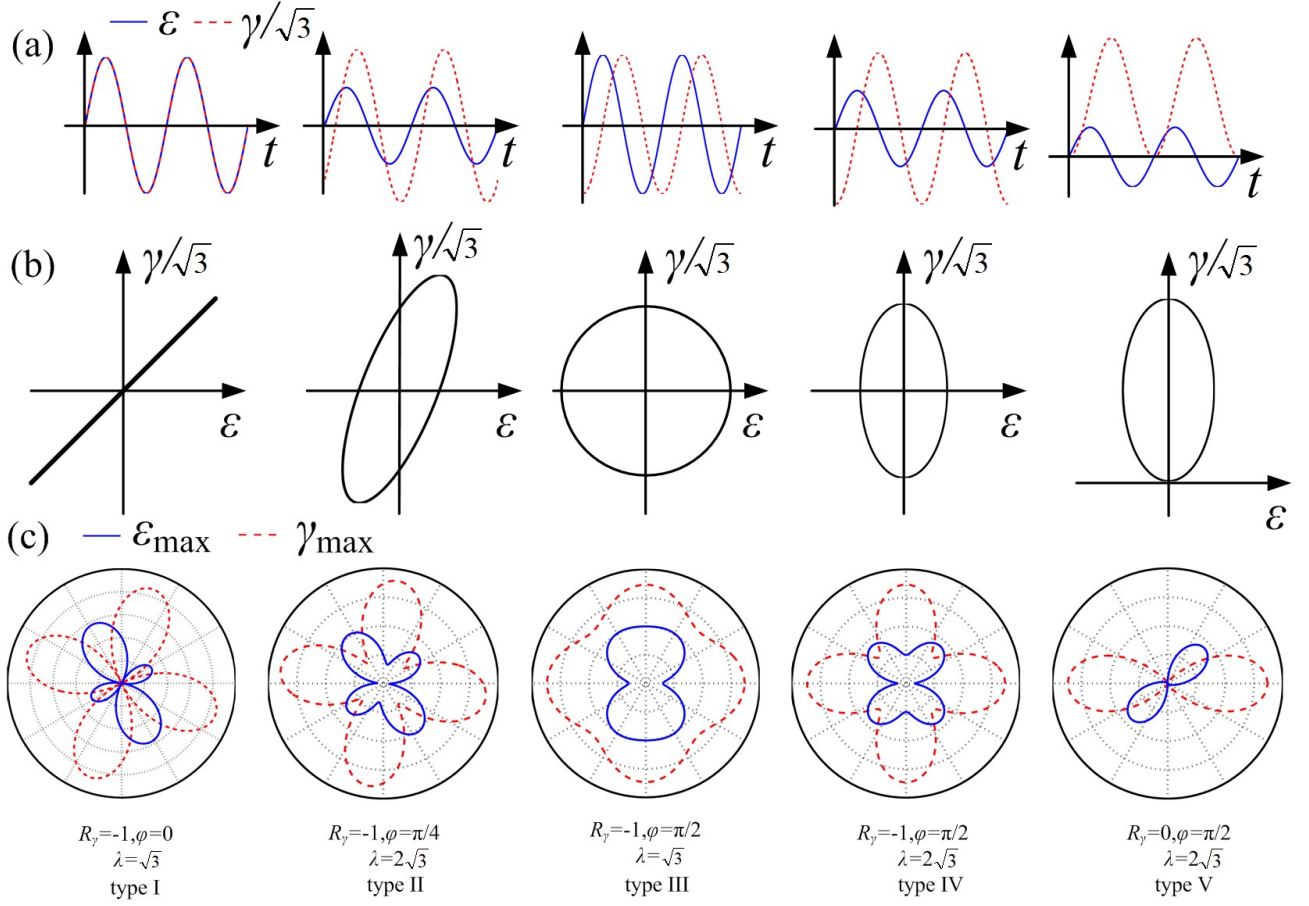 ε γ/√3
(a)
t t t t t
(b)
γ/√3 γ/√3 γ/√3 γ/√3 γ/√3
ε ε ε ε ε
(c) εmax γmax
Rγ=-1,φ=0 Rγ=-1,φ=π/4 Rγ=-1,φ=π/2 Rγ=-1,φ=π/2 Rγ=0,φ=π/2
λ=√3 λ=2√3 λ=√3 λ=2√3 λ=2√3
type I type II type III type IV type V